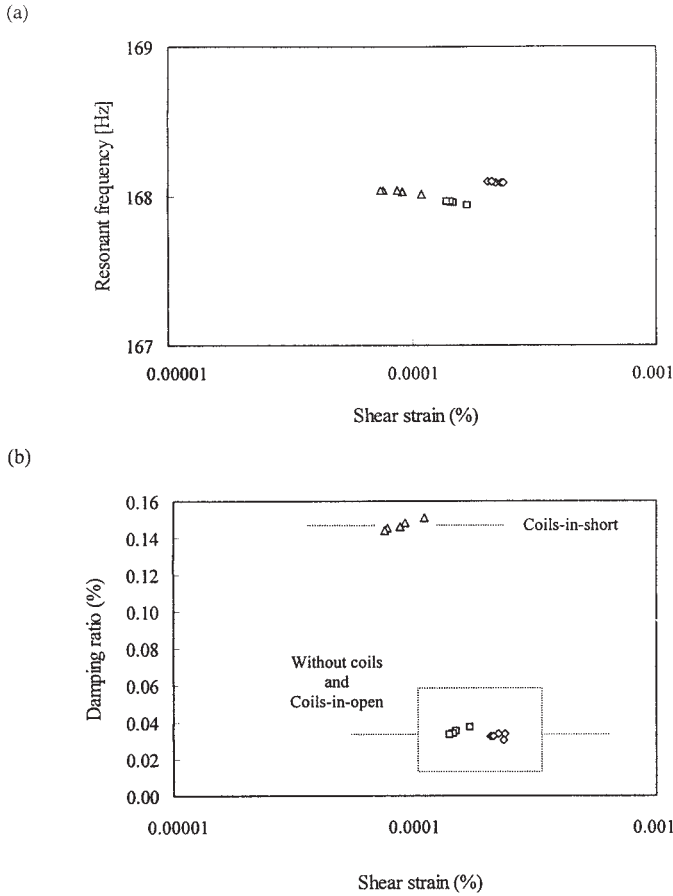 (a)
169
168
167
Resonant frequency [Hz]
0.00001
0.0001
0.001
Shear strain (%)
(b)
0.16
0.14
0.12
0.10
0.08
0.06
0.04
0.02
0.00
Damping ratio (%)
Coils-in-short
Without coils
and
Coils-in-open
0.00001
0.0001
0.001
Shear strain (%)